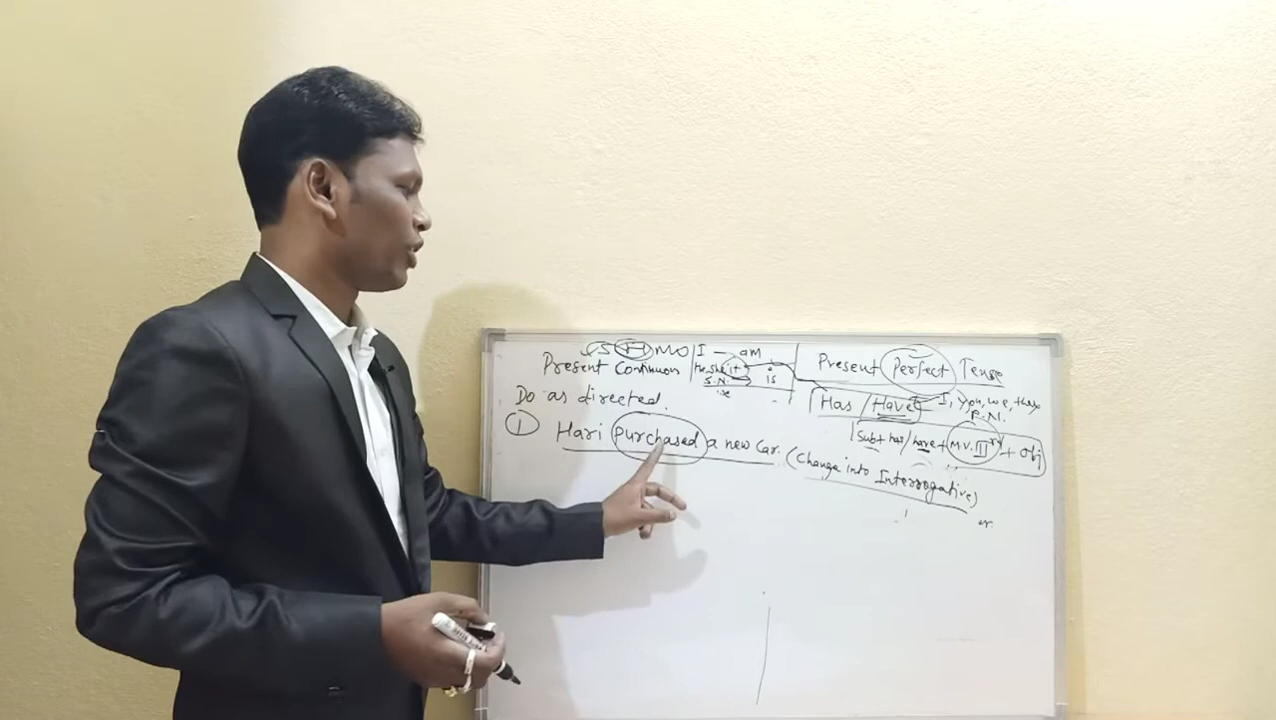 I – am
Present Continuous
He, she, it is
S.N.
Present Perfect Tense
Has / Have I, you, we, they
P.N.
Sub + has / have + M.V. III + obj
Do as directed.
① Hari purchased a new car. (Change into Interrogative)